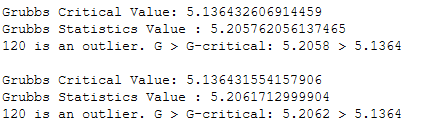 Grubbs Critical Value: 5.136432606914459
Grubbs Statistics Value : 5.205762056137465
120 is an outlier. G > G-critical: 5.2058 > 5.1364
Grubbs Critical Value: 5.136431554157906
Grubbs Statistics Value : 5.2061712999904
120 is an outlier. G > G-critical: 5.2062 > 5.1364